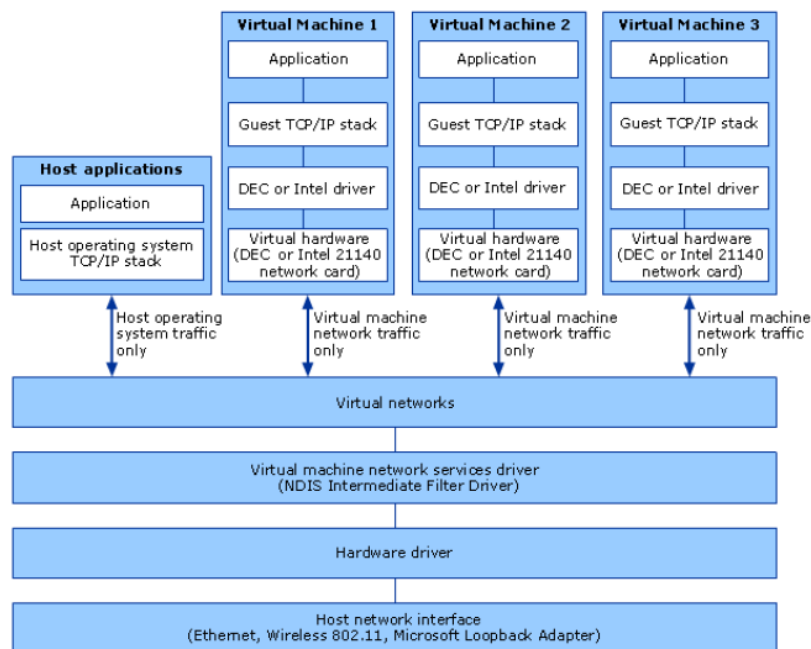 Virtual Machine 1
Application
Guest TCP/IP stack
DEC or Intel driver
Virtual hardware
(DEC or Intel 21140
network card)
Virtual Machine 2
Application
Guest TCP/IP stack
DEC or Intel driver
Virtual hardware
(DEC or Intel 21140
network card)
Virtual Machine 3
Application
Guest TCP/IP stack
DEC or Intel driver
Virtual hardware
(DEC or Intel 21140
network card)
Host applications
Application
Host operating system
TCP/IP stack
Host operating
system traffic
only
Virtual machine
network traffic
only
Virtual machine
network traffic
only
Virtual machine
network traffic
only
Virtual networks
Virtual machine network services driver
(NDIS Intermediate Filter Driver)
Hardware driver
Host network interface
(Ethernet, Wireless 802.11, Microsoft Loopback Adapter)